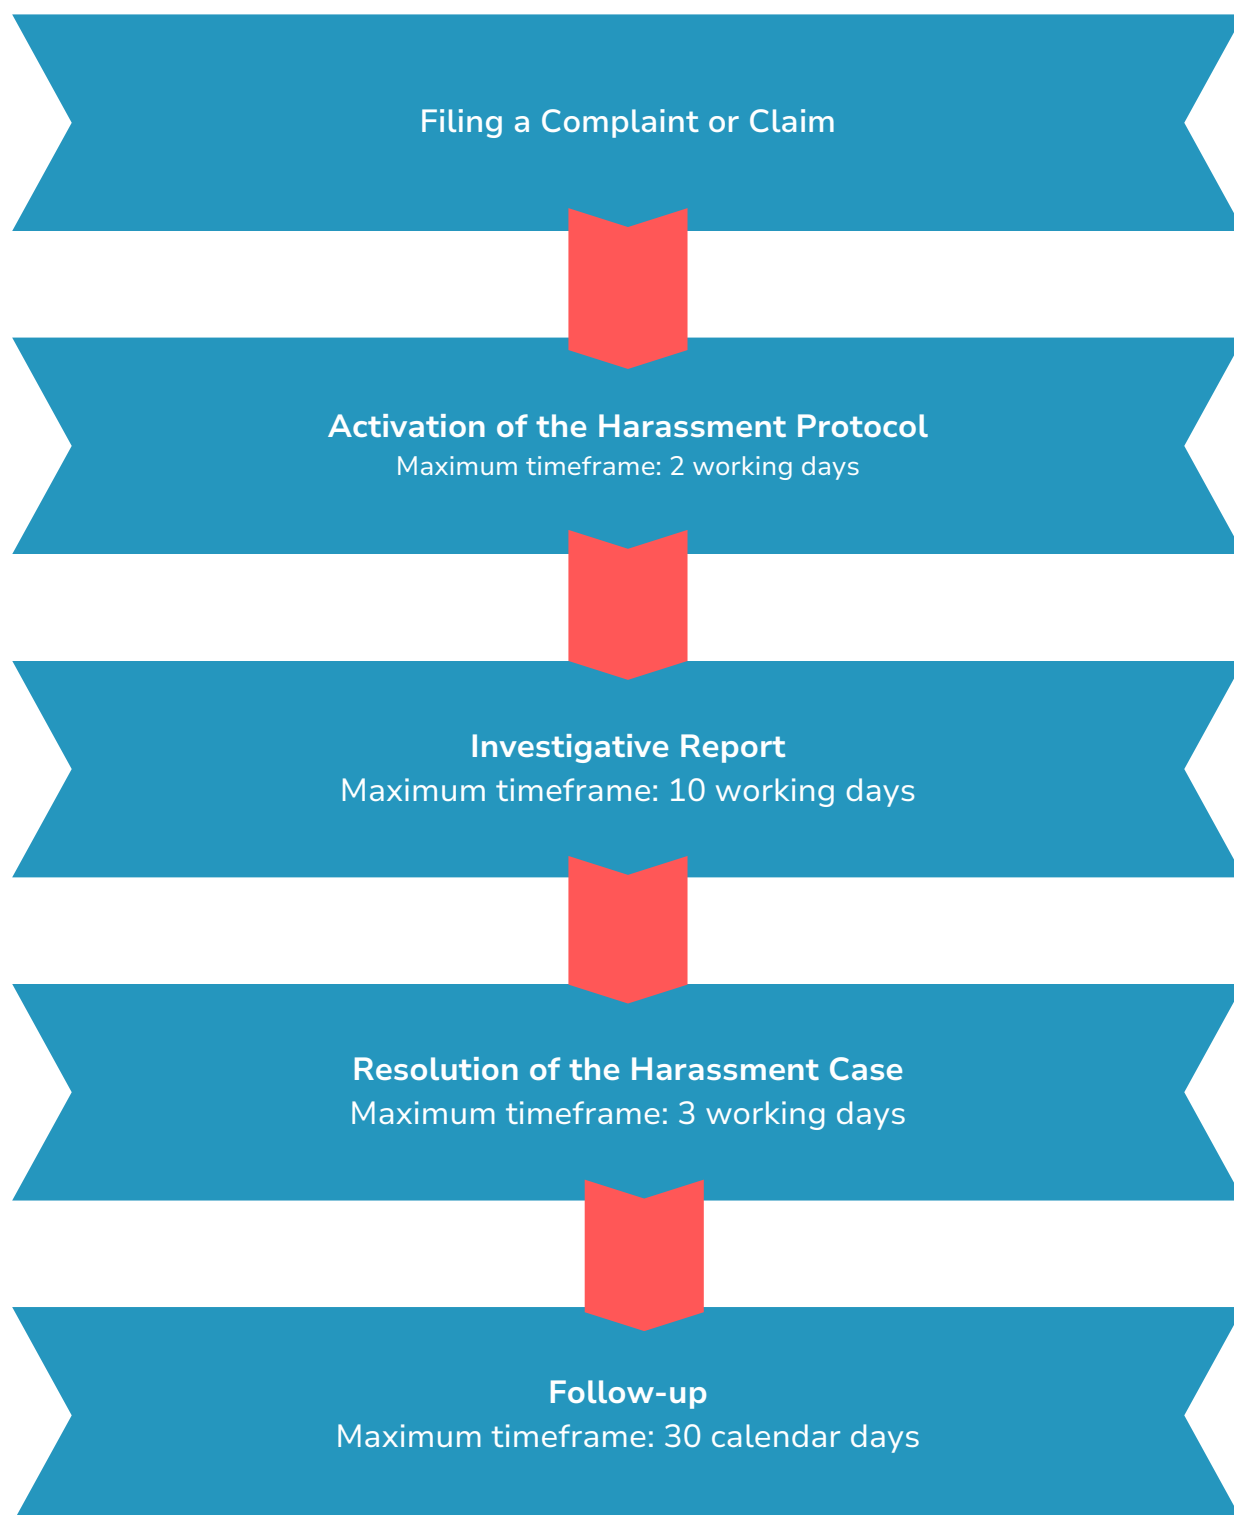 Filing a Complaint or Claim
Activation of the Harassment Protocol
Maximum timeframe: 2 working days
Investigative Report
Maximum timeframe: 10 working days
Resolution of the Harassment Case
Maximum timeframe: 3 working days
Follow-up
Maximum timeframe: 30 calendar days